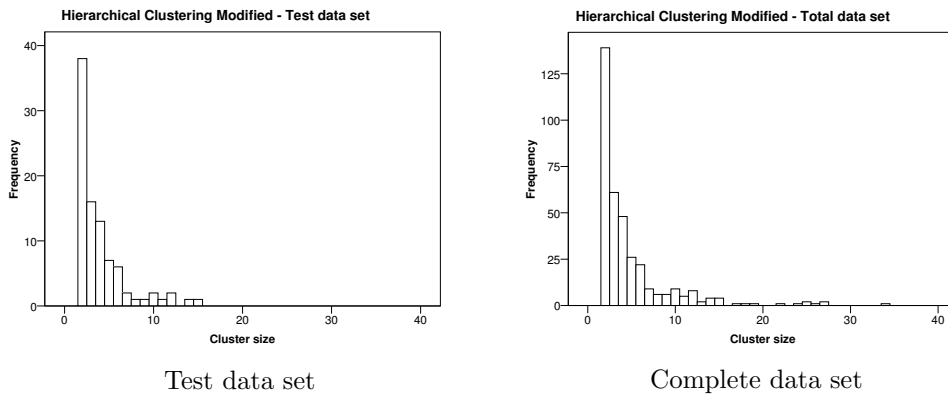 Hierarchical Clustering Modified - Test data set
40
30
20
10
0
Frequency
0 10 20 30 40
Cluster size
Test data set
Hierarchical Clustering Modified - Total data set
125
100
75
50
25
0
Frequency
0 10 20 30 40
Cluster size
Complete data set